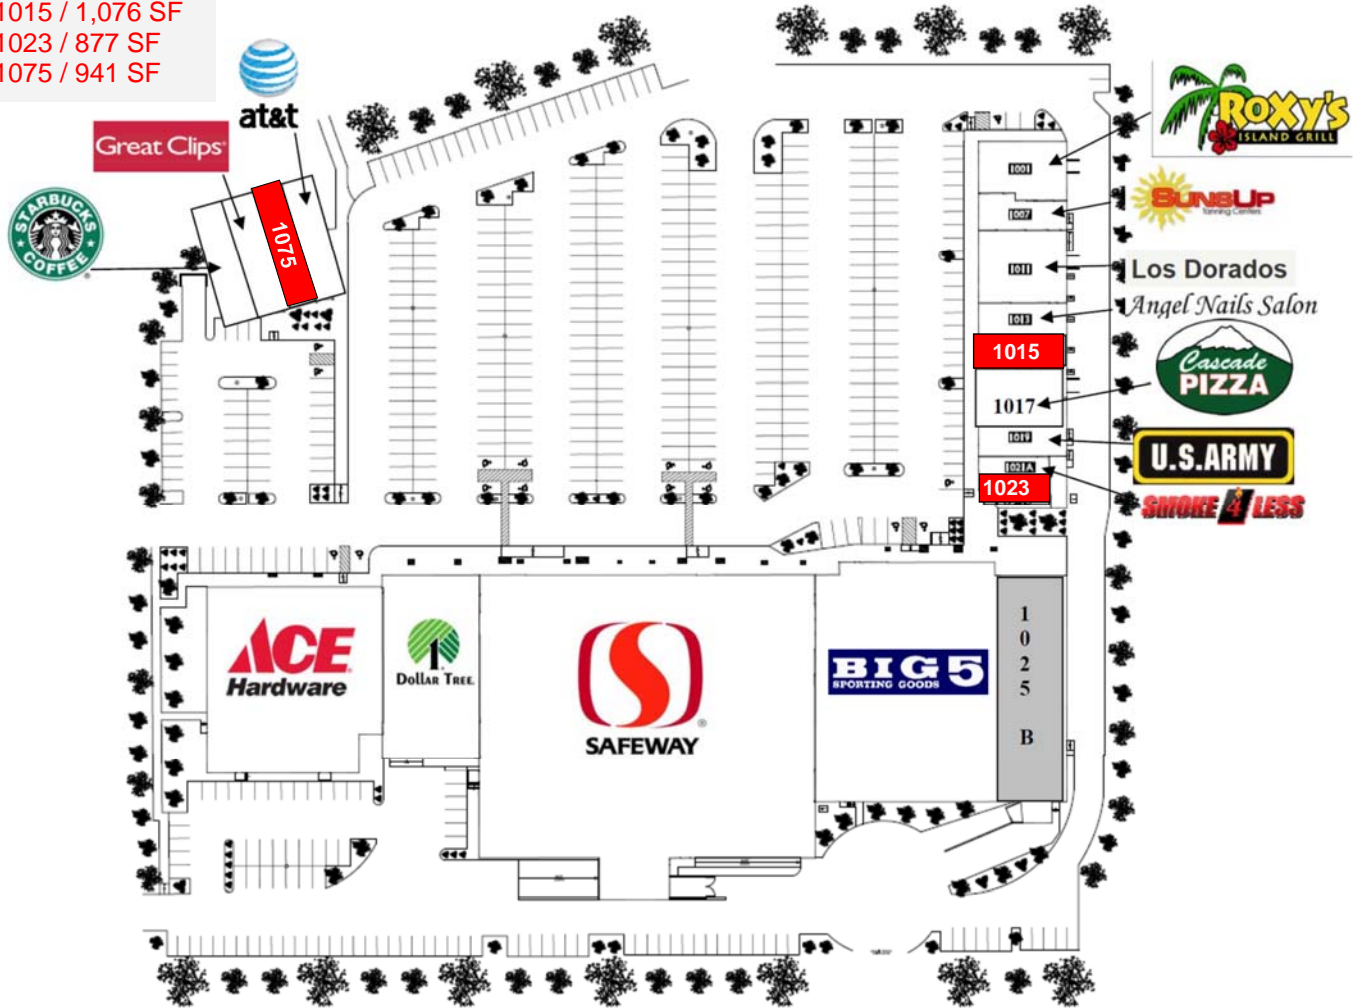 1015 / 1,076 SF
1023 / 877 SF
1075 / 941 SF
at&t
Great Clips
STARBUCKS
COFFEE
1075
ROXY'S
ISLAND GRILL
1001
SUNSUP
Tanning Centers
1007
Los Dorados
1011
Angel Nails Salon
1013
1015
Cascade
PIZZA
1017
1019
U.S.ARMY
1021A
1023
SMOKE 4 LESS
ACE
Hardware
1
DOLLAR TREE
S
SAFEWAY
BIG 5
SPORTING GOODS
1
0
2
5
B